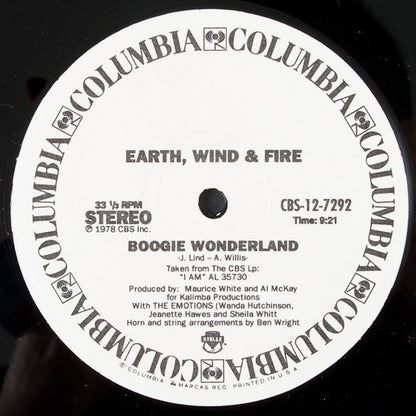 COLUMBIA COLUMBIA COLUMBIA COLUMBIA COLUMBIA COLUMBIA COLUMBIA COLUMBIA
EARTH, WIND & FIRE
33 ⅓ RPM
STEREO
Ⓟ 1978 CBS Inc.
CBS-12-7292
Time: 9:21
BOOGIE WONDERLAND
-J. Lind – A. Willis-
Taken from The CBS Lp:
"I AM" AL 35730
Produced by: Maurice White and Al McKay
for Kalimba Productions
With THE EMOTIONS (Wanda Hutchinson,
Jeanette Hawes and Sheila Whitt
Horn and string arrangements by Ben Wright
© COLUMBIA MARCAS REG. PRINTED IN U S A